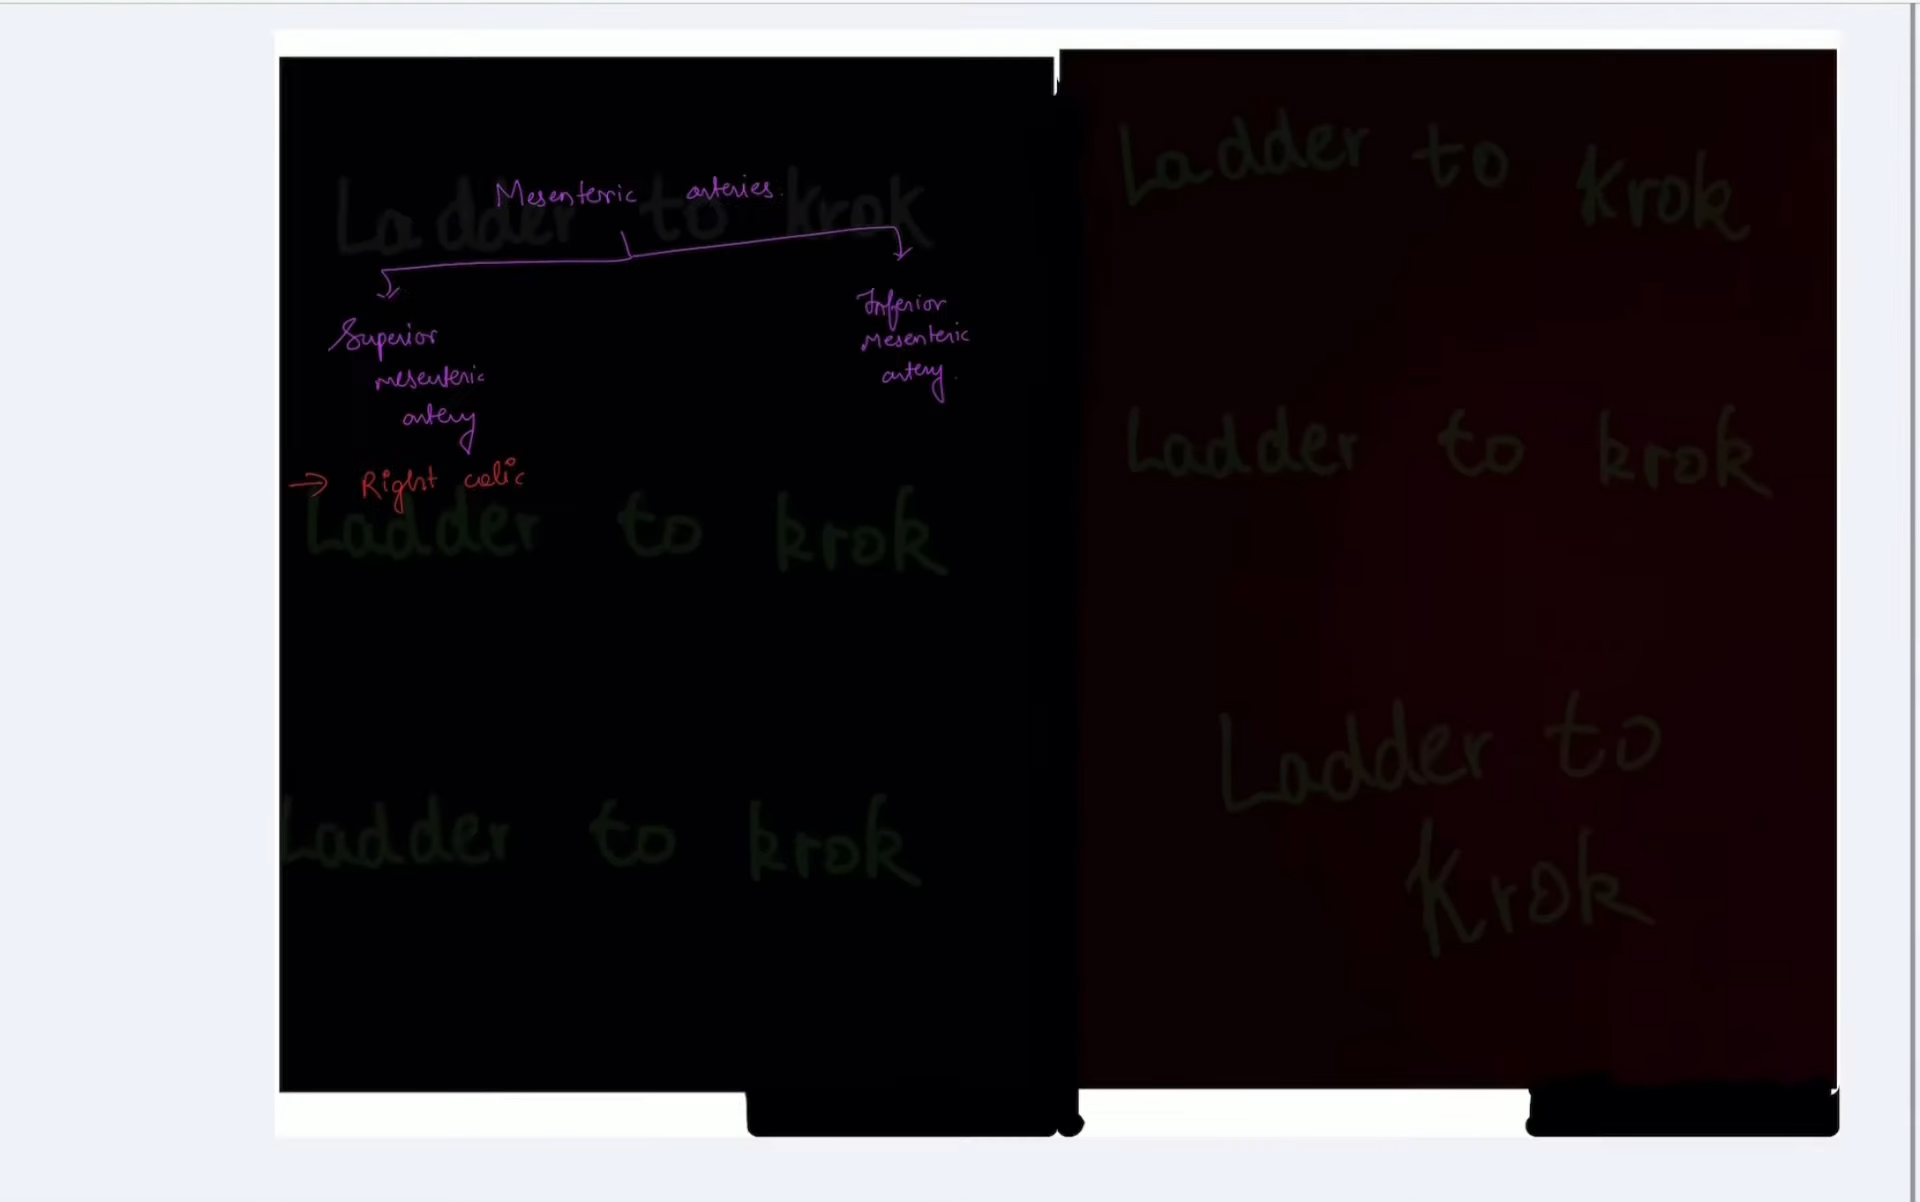 Mesenteric arteries.
Superior
mesenteric
artery
Inferior
mesenteric
artery.
→ Right colic
Ladder to krok
Ladder to krok
Ladder to krok
Ladder to Krok
Ladder to krok
Ladder to
Krok